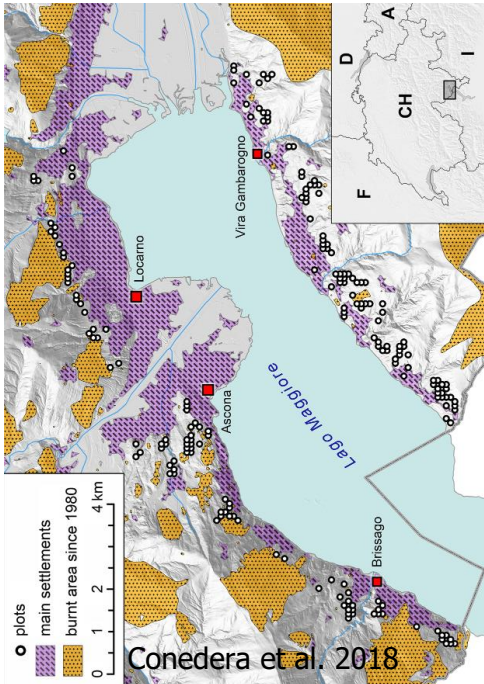 plots
main settlements
burnt area since 1980
0 1 2 4 km
Locarno
Vira Gambarogno
Ascona
Lago Maggiore
Brissago
D
A
F
CH
I
Conedera et al. 2018